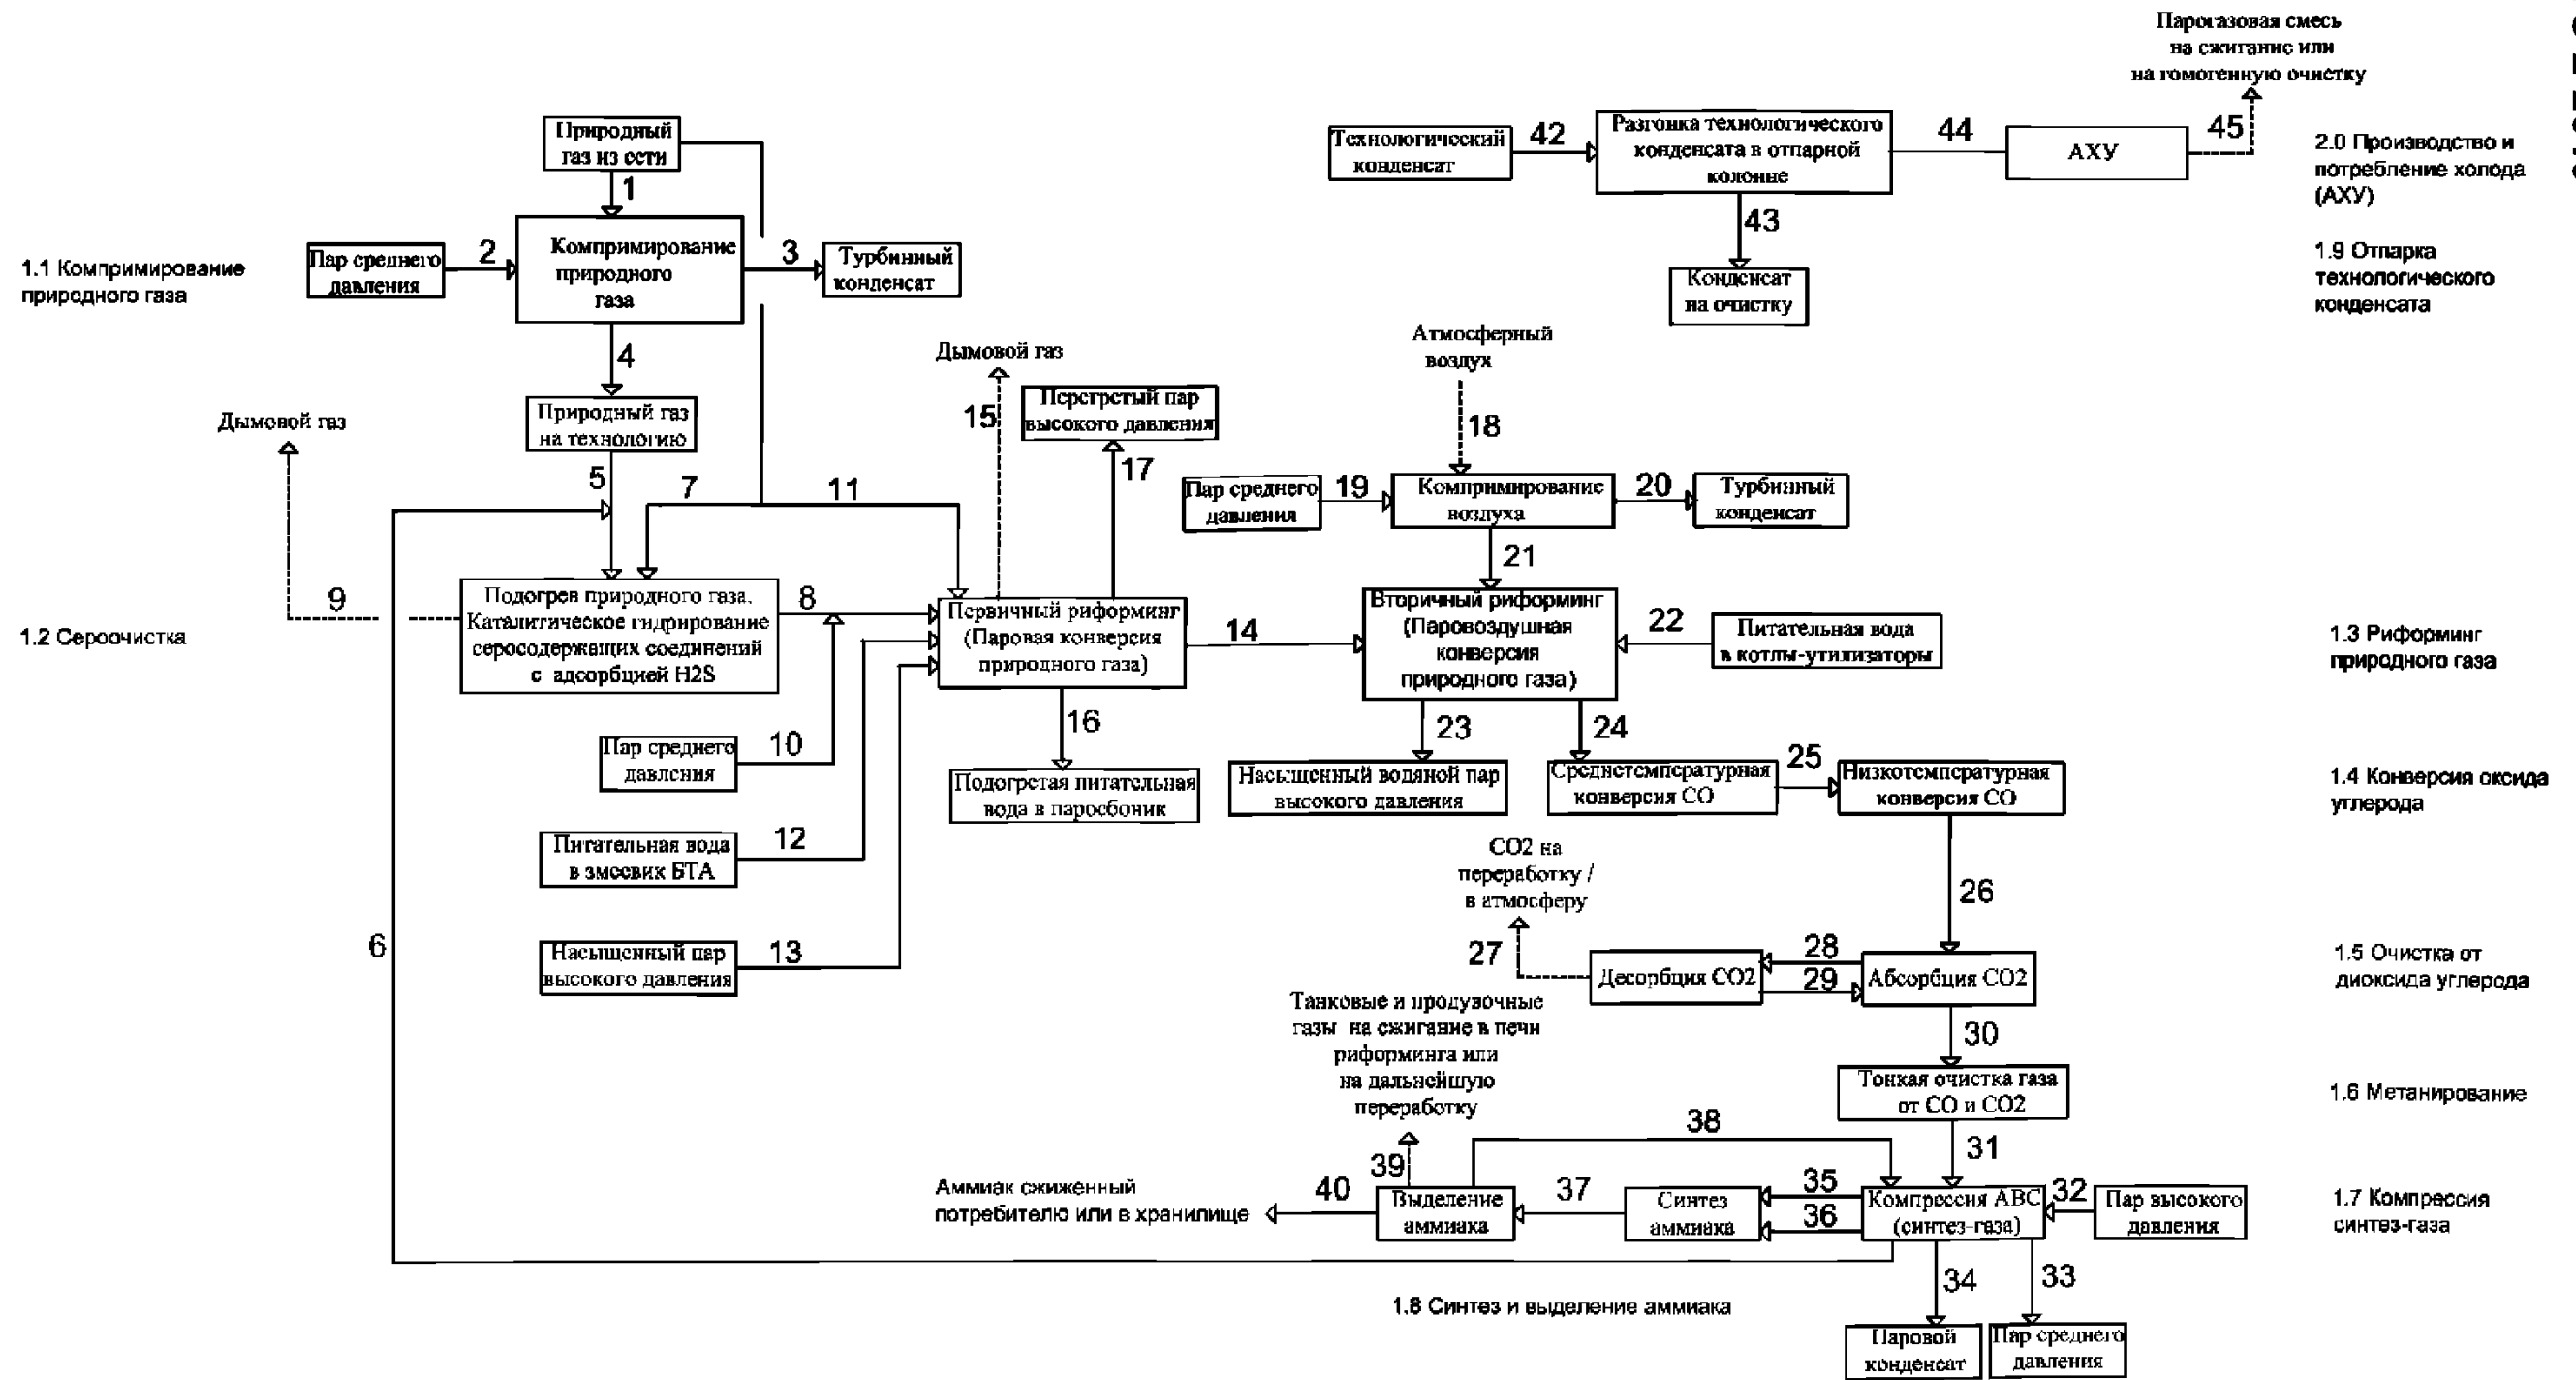 Парогазовая смесь
на сжигание или
на гомогенную очистку
Природный
газ из сети
1
Технологический
конденсат
42
Разгонка технологического
конденсата в отпарной
колонне
44
АХУ
45
2.0 Производство и
потребление холода
(АХУ)
43
Конденсат
на очистку
1.9 Отпарка
технологического
конденсата
1.1 Компримирование
природного газа
Пар среднего
давления
2
Компримирование
природного
газа
3
Турбинный
конденсат
4
Природный газ
на технологию
Дымовой газ
Дымовой газ
15
Перегретый пар
высокого давления
17
Атмосферный
воздух
18
5
7
11
Пар среднего
давления
19
Компримирование
воздуха
20
Турбинный
конденсат
21
1.2 Сероочистка
9
Подогрев природного газа.
Каталитическое гидрирование
серосодержащих соединений
с адсорбцией H2S
8
Первичный риформинг
(Паровая конверсия
природного газа)
14
Вторичный риформинг
(Паровоздушная
конверсия
природного газа)
22
Питательная вода
в котлы-утилизаторы
1.3 Риформинг
природного газа
16
23
24
Пар среднего
давления
10
Подогретая питательная
вода в паросбоник
Насыщенный водяной пар
высокого давления
Среднетемпературная
конверсия СО
25
Низкотемпературная
конверсия СО
1.4 Конверсия оксида
углерода
Питательная вода
в змеевик БТА
12
СО2 на
переработку /
в атмосферу
26
6
Насыщенный пар
высокого давления
13
27
Десорбция СО2
28
29
Абсорбция СО2
1.5 Очистка от
диоксида углерода
Танковые и продувочные
газы на сжигание в печи
риформинга или
на дальнейшую
переработку
30
Тонкая очистка газа
от СО и СО2
1.6 Метанирование
38
31
39
Аммиак сжиженный
потребителю или в хранилище
40
Выделение
аммиака
37
Синтез
аммиака
35
36
Компрессия АВС
(синтез-газа)
32
Пар высокого
давления
1.7 Компрессия
синтез-газа
34
33
1.8 Синтез и выделение аммиака
Паровой
конденсат
Пар среднего
давления